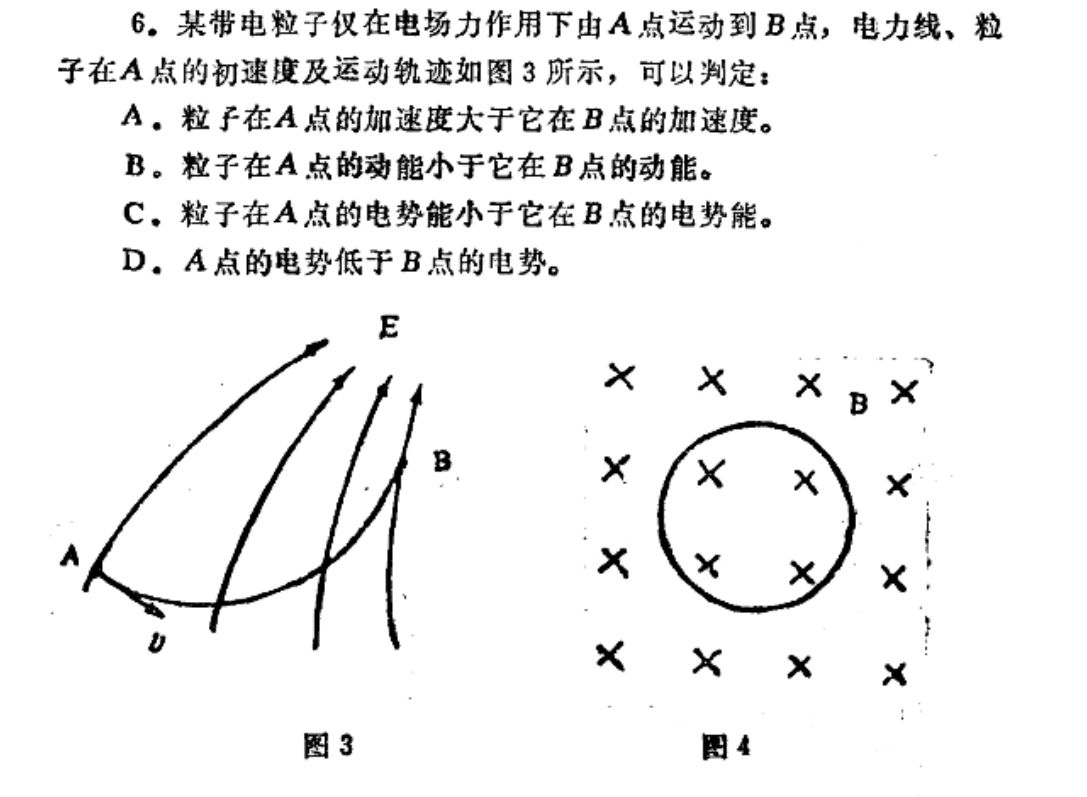 6。某带电粒子仅在电场力作用下由A点运动到B点，电力线、粒
子在A点的初速度及运动轨迹如图3所示，可以判定：
A．粒子在A点的加速度大于它在B点的加速度。
B。粒子在A点的动能小于它在B点的动能。
C．粒子在A点的电势能小于它在B点的电势能。
D．A点的电势低于B点的电势。
E
B
A
υ
B
图3
图4